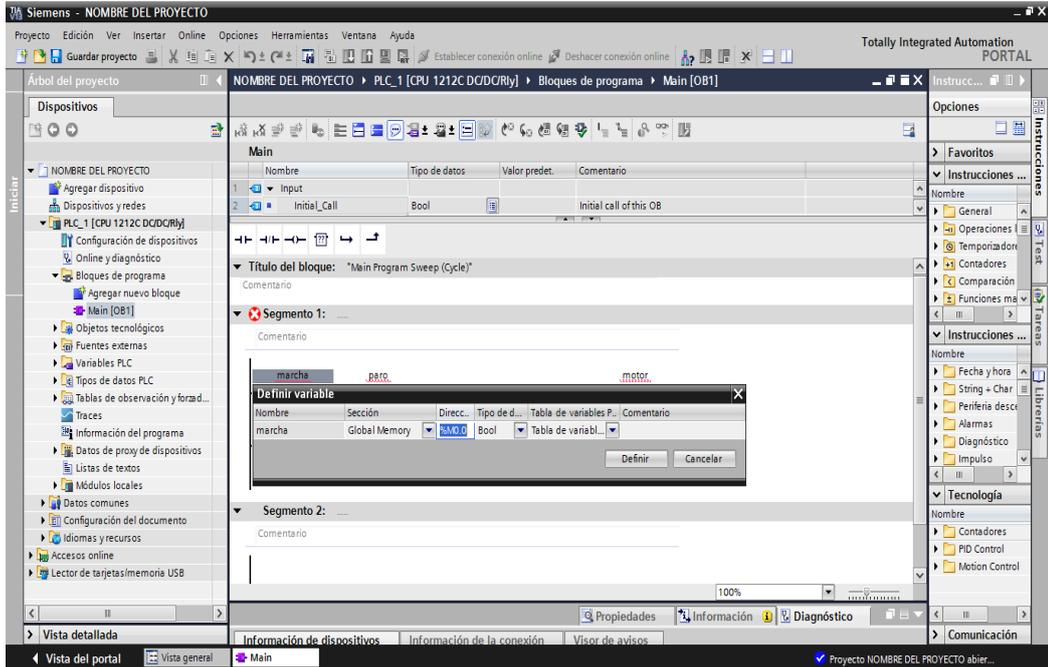 Siemens - NOMBRE DEL PROYECTO
Proyecto Edición Ver Insertar Online Opciones Herramientas Ventana Ayuda
Totally Integrated Automation
PORTAL
Guardar proyecto Establecer conexión online Deshacer conexión online
Árbol del proyecto
NOMBRE DEL PROYECTO PLC_1 [CPU 1212C DC/DC/Rly] Bloques de programa Main [OB1]
Instrucc...
Dispositivos
Opciones
Iniciar
NOMBRE DEL PROYECTO
Agregar dispositivo
Dispositivos y redes
PLC_1 [CPU 1212C DC/DC/Rly]
Configuración de dispositivos
Online y diagnóstico
Bloques de programa
Agregar nuevo bloque
Main [OB1]
Objetos tecnológicos
Fuentes externas
Variables PLC
Tipos de datos PLC
Tablas de observación y forzad...
Traces
Información del programa
Datos de proxy de dispositivos
Listas de textos
Módulos locales
Datos comunes
Configuración del documento
Idiomas y recursos
Accesos online
Lector de tarjetas/memoria USB
Vista detallada
Main
Nombre Tipo de datos Valor predet. Comentario
1 Input
2 Initial_Call Bool Initial call of this OB
Título del bloque: "Main Program Sweep (Cycle)"
Comentario
Segmento 1: .....
Comentario
marcha paro motor
Definir variable
Nombre Sección Direcc.. Tipo de d... Tabla de variables P.. Comentario
marcha Global Memory %M0.0 Bool Tabla de variabl...
Definir Cancelar
Segmento 2: .....
Comentario
100%
Propiedades Información Diagnóstico
Información de dispositivos Información de la conexión Visor de avisos
Favoritos
Instrucciones ...
Nombre
General
Operaciones
Temporizadore
Contadores
Comparación
Funciones ma
Instrucciones ...
Nombre
Fecha y hora
String + Char
Periferia desce
Alarmas
Diagnóstico
Impulso
Tecnología
Nombre
Contadores
PID Control
Motion Control
Comunicación
Instrucciones
Test
Tareas
Librerías
Vista del portal Vista general Main
Proyecto NOMBRE DEL PROYECTO abier...